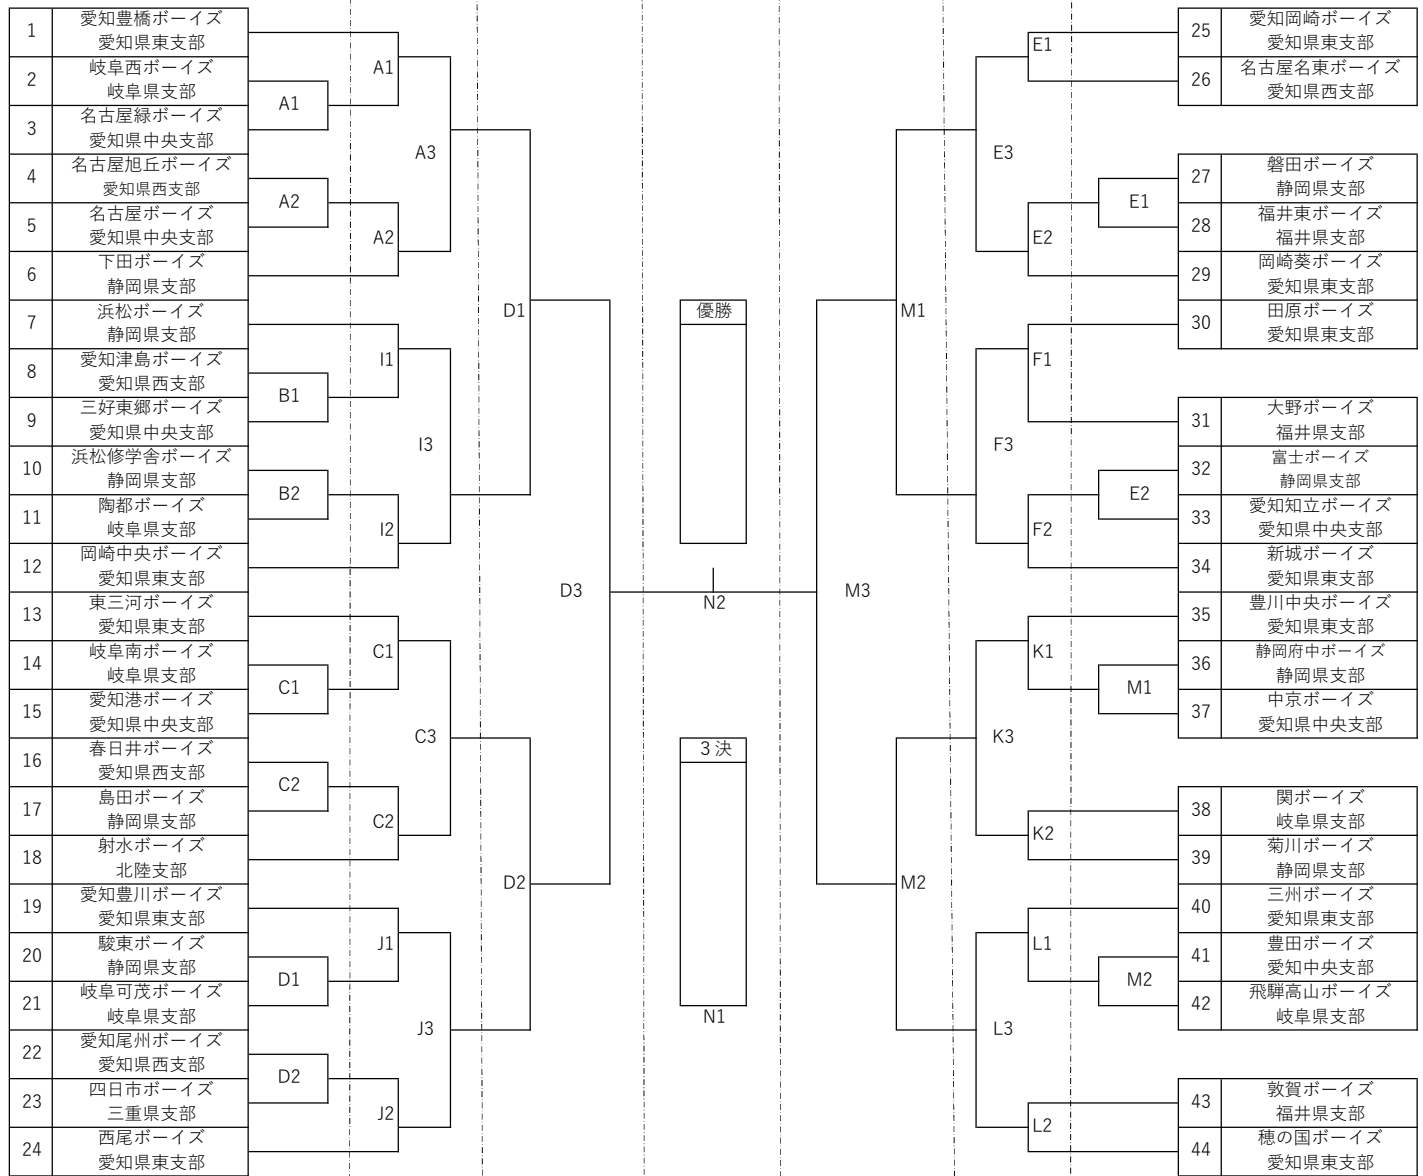 1
愛知豊橋ボーイズ
愛知県東支部
2
岐阜西ボーイズ
岐阜県支部
3
名古屋緑ボーイズ
愛知県中央支部
4
名古屋旭丘ボーイズ
愛知県西支部
5
名古屋ボーイズ
愛知県中央支部
6
下田ボーイズ
静岡県支部
7
浜松ボーイズ
静岡県支部
8
愛知津島ボーイズ
愛知県西支部
9
三好東郷ボーイズ
愛知県中央支部
10
浜松修学舎ボーイズ
静岡県支部
11
陶都ボーイズ
岐阜県支部
12
岡崎中央ボーイズ
愛知県東支部
13
東三河ボーイズ
愛知県東支部
14
岐阜南ボーイズ
岐阜県支部
15
愛知港ボーイズ
愛知県中央支部
16
春日井ボーイズ
愛知県西支部
17
島田ボーイズ
静岡県支部
18
射水ボーイズ
北陸支部
19
愛知豊川ボーイズ
愛知県東支部
20
駿東ボーイズ
静岡県支部
21
岐阜可茂ボーイズ
岐阜県支部
22
愛知尾州ボーイズ
愛知県西支部
23
四日市ボーイズ
三重県支部
24
西尾ボーイズ
愛知県東支部
A1
A2
B1
B2
C1
C2
D1
D2
A1
A2
I1
I2
C1
C2
J1
J2
A3
I3
C3
J3
D1
D2
D3
優勝
N2
3決
N1
M3
M1
M2
E3
F3
K3
L3
E1
E2
F1
F2
K1
K2
L1
L2
E1
E2
M1
M2
25
愛知岡崎ボーイズ
愛知県東支部
26
名古屋名東ボーイズ
愛知県西支部
27
磐田ボーイズ
静岡県支部
28
福井東ボーイズ
福井県支部
29
岡崎葵ボーイズ
愛知県東支部
30
田原ボーイズ
愛知県東支部
31
大野ボーイズ
福井県支部
32
富士ボーイズ
静岡県支部
33
愛知知立ボーイズ
愛知県中央支部
34
新城ボーイズ
愛知県東支部
35
豊川中央ボーイズ
愛知県東支部
36
静岡府中ボーイズ
静岡県支部
37
中京ボーイズ
愛知県中央支部
38
関ボーイズ
岐阜県支部
39
菊川ボーイズ
静岡県支部
40
三州ボーイズ
愛知県東支部
41
豊田ボーイズ
愛知中央支部
42
飛騨高山ボーイズ
岐阜県支部
43
敦賀ボーイズ
福井県支部
44
穂の国ボーイズ
愛知県東支部